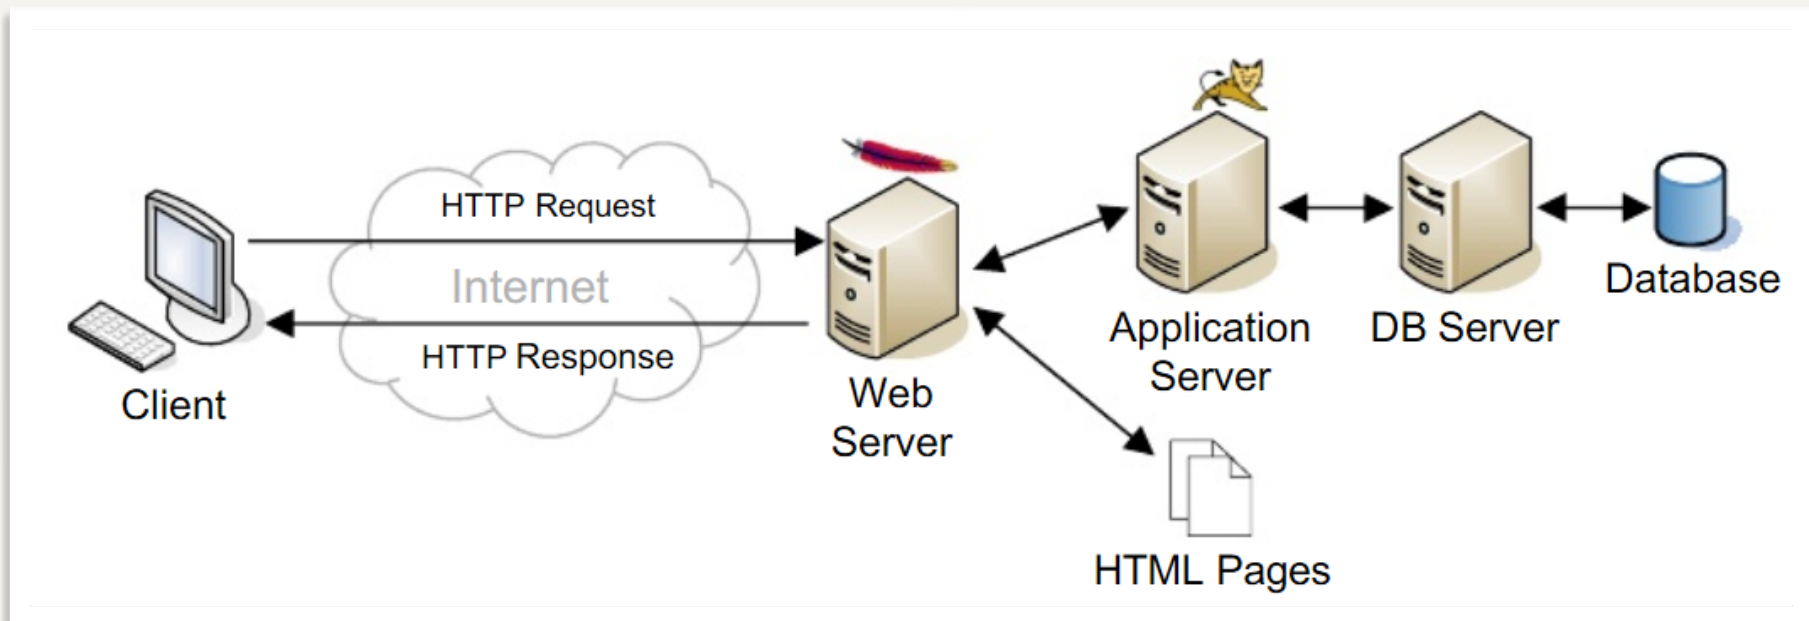 HTTP Request
Internet
HTTP Response
Client
Web
Server
Application
Server
DB Server
Database
HTML Pages